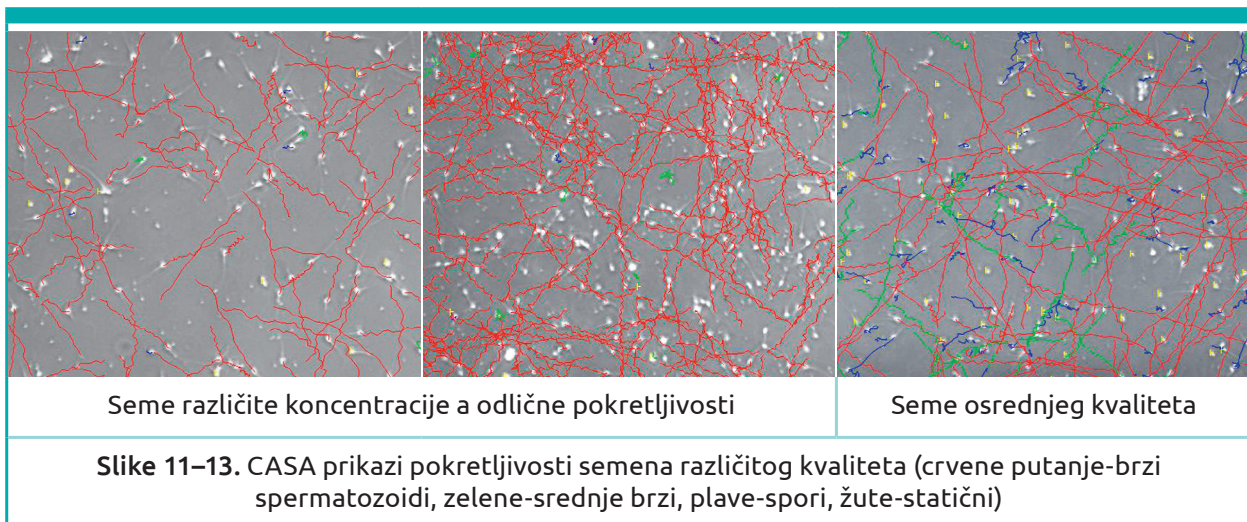 Seme različite koncentracije a odlične pokretljivosti
Seme osrednjeg kvaliteta
Slike 11–13. CASA prikazi pokretljivosti semena različitog kvaliteta (crvene putanje-brzi
spermatozoidi, zelene-srednje brzi, plave-spori, žute-statični)